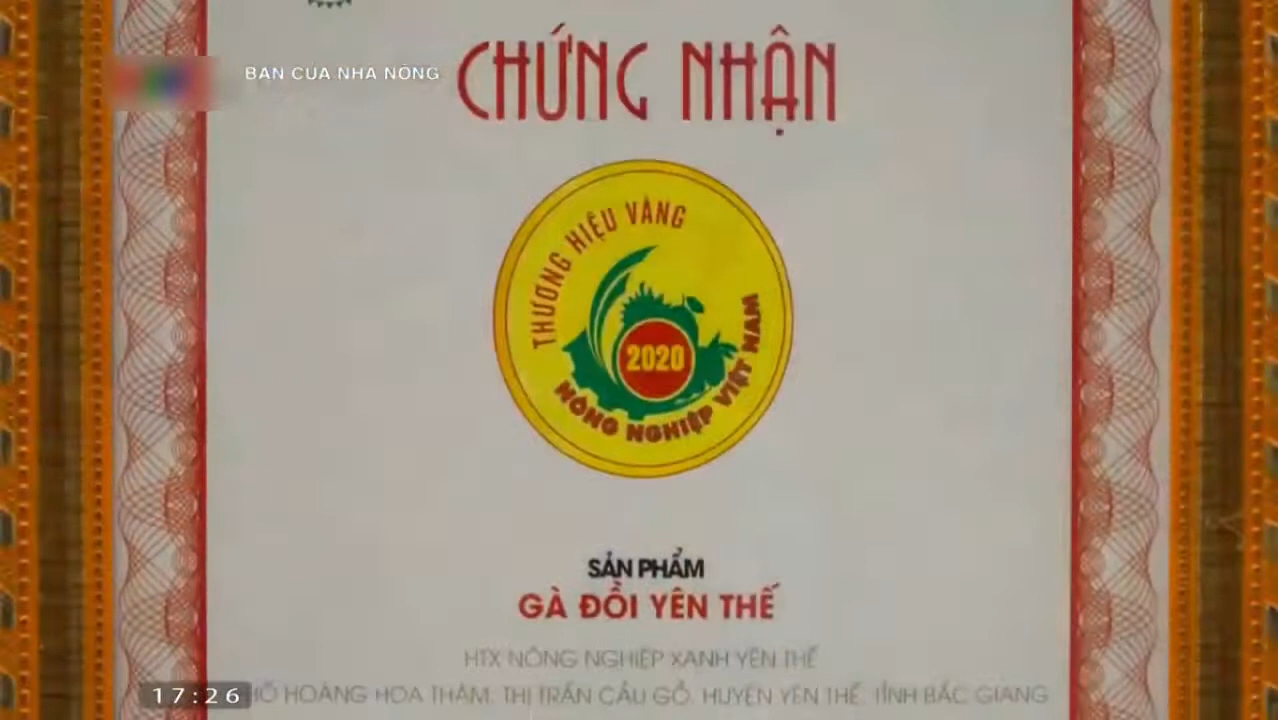 CHỨNG NHẬN
BẠN CỦA NHÀ NÔNG
THƯƠNG HIỆU VÀNG
2020
NÔNG NGHIỆP VIỆT NAM
SẢN PHẨM
GÀ ĐỒI YÊN THẾ
HTX NÔNG NGHIỆP XANH YÊN THẾ
HOÀNG HOA THÁM, THỊ TRẤN CẦU GỒ, HUYỆN YÊN THẾ, TỈNH BẮC GIANG
17:26